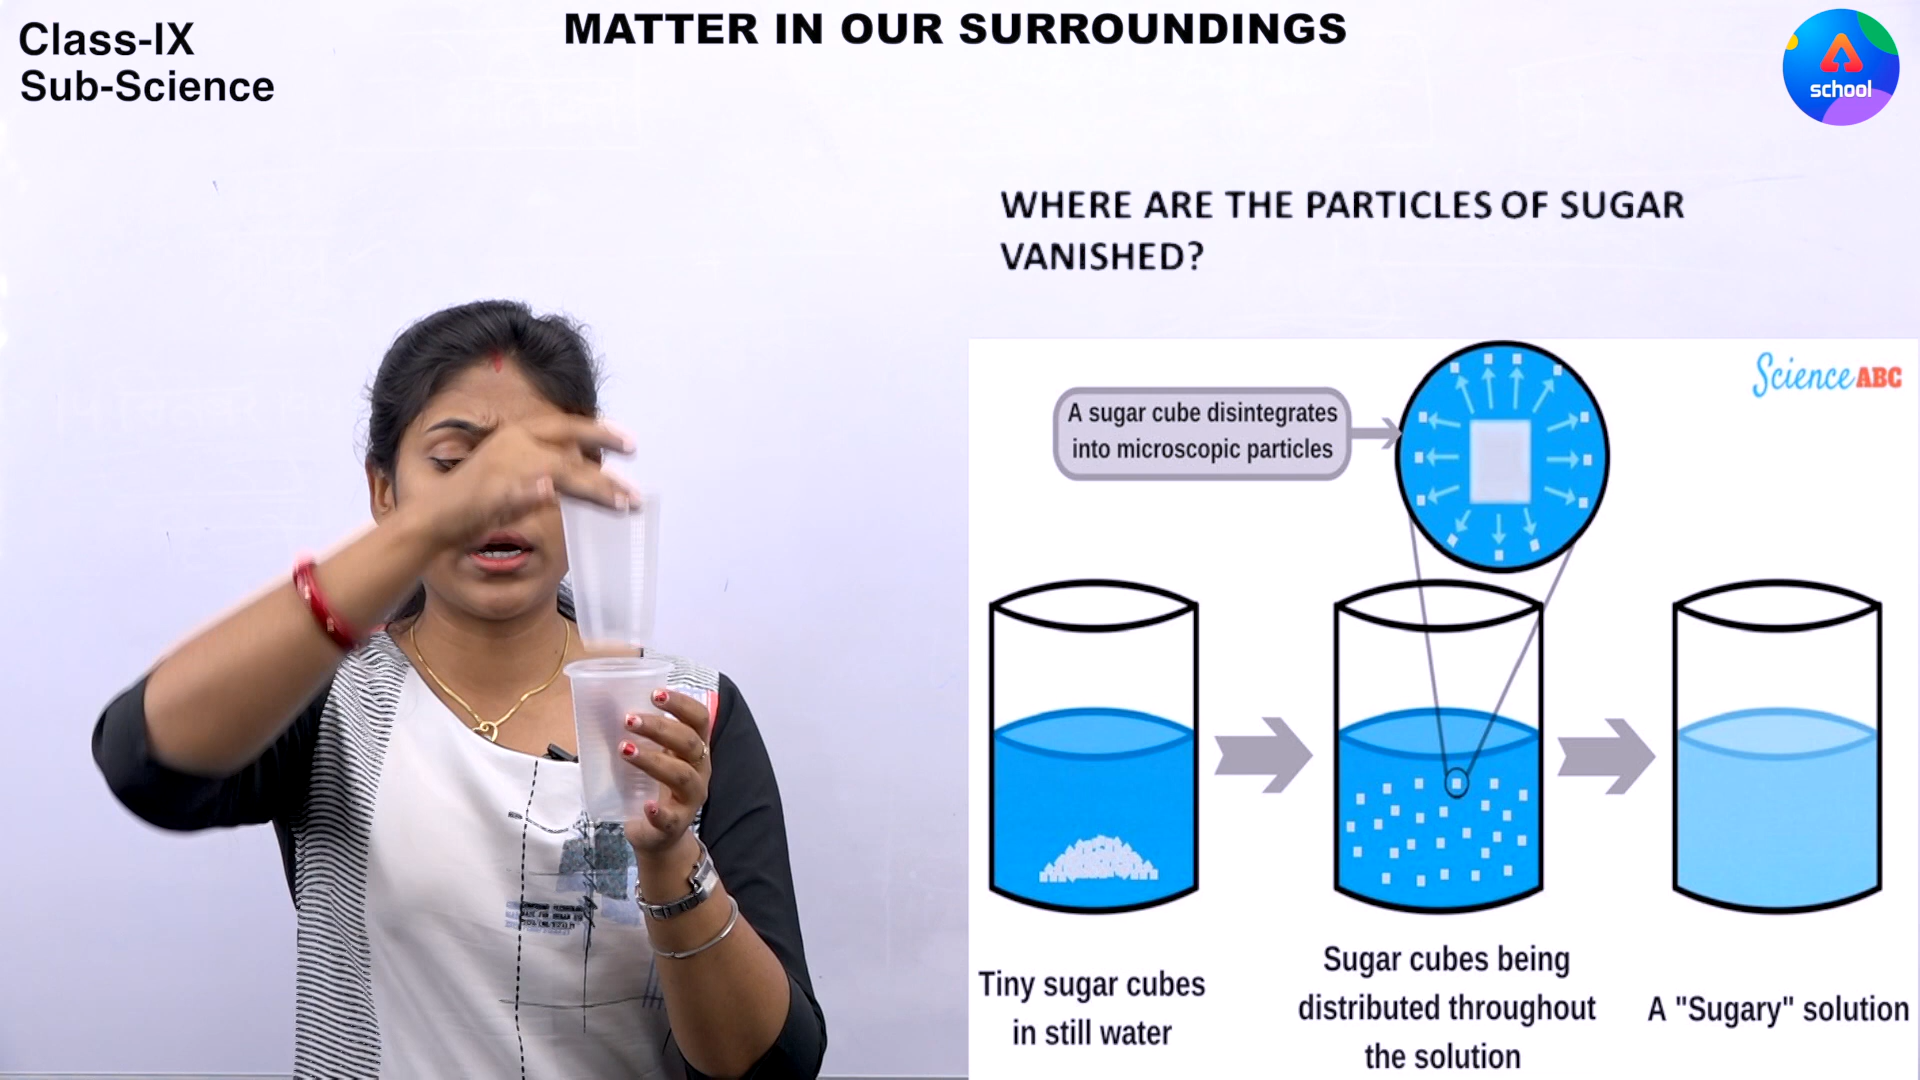 MATTER IN OUR SURROUNDINGS
Class-IX
Sub-Science
school
WHERE ARE THE PARTICLES OF SUGAR
VANISHED?
Science ABC
A sugar cube disintegrates
into microscopic particles
Tiny sugar cubes
in still water
Sugar cubes being
distributed throughout
the solution
A "Sugary" solution